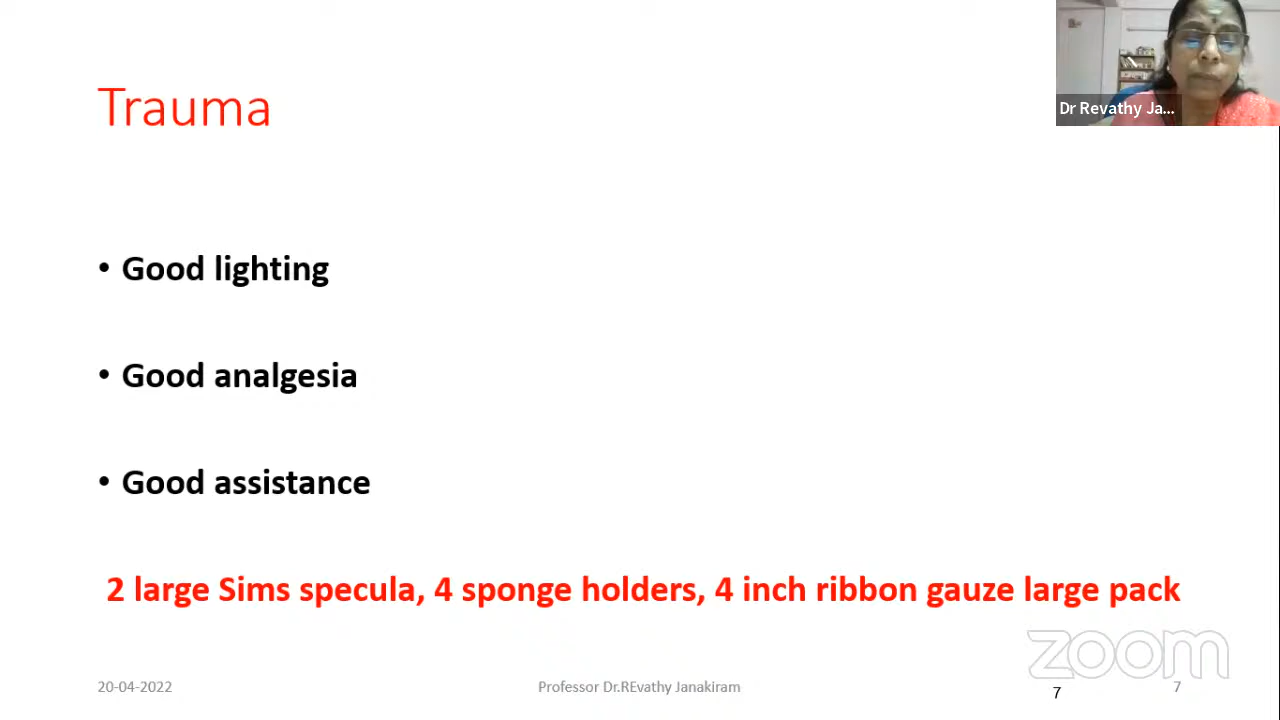 Trauma
Dr Revathy Ja...
• Good lighting
• Good analgesia
• Good assistance
2 large Sims specula, 4 sponge holders, 4 inch ribbon gauze large pack
zoom
20-04-2022
Professor Dr.REvathy Janakiram
7
7